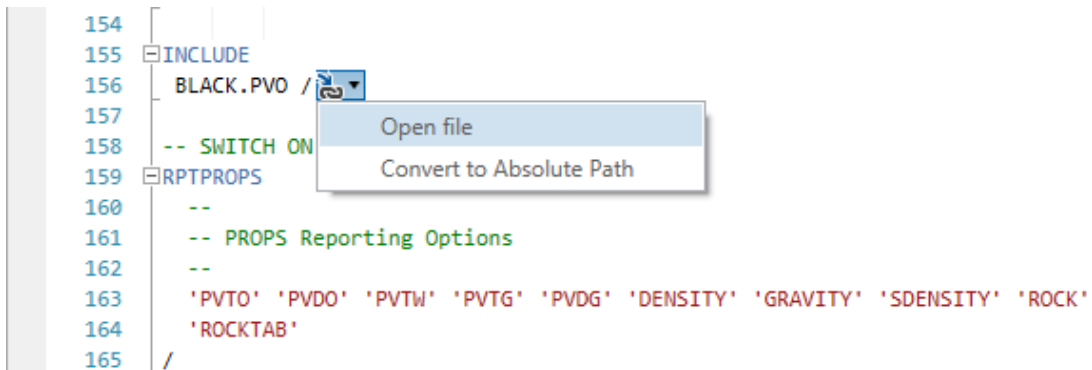 154
155 INCLUDE
156 BLACK.PVO /
Open file
Convert to Absolute Path
157
158 -- SWITCH ON
159 RPTPROPS
160 --
161 -- PROPS Reporting Options
162 --
163 'PVTO' 'PVDO' 'PVTW' 'PVTG' 'PVDG' 'DENSITY' 'GRAVITY' 'SDENSITY' 'ROCK'
164 'ROCKTAB'
165 /